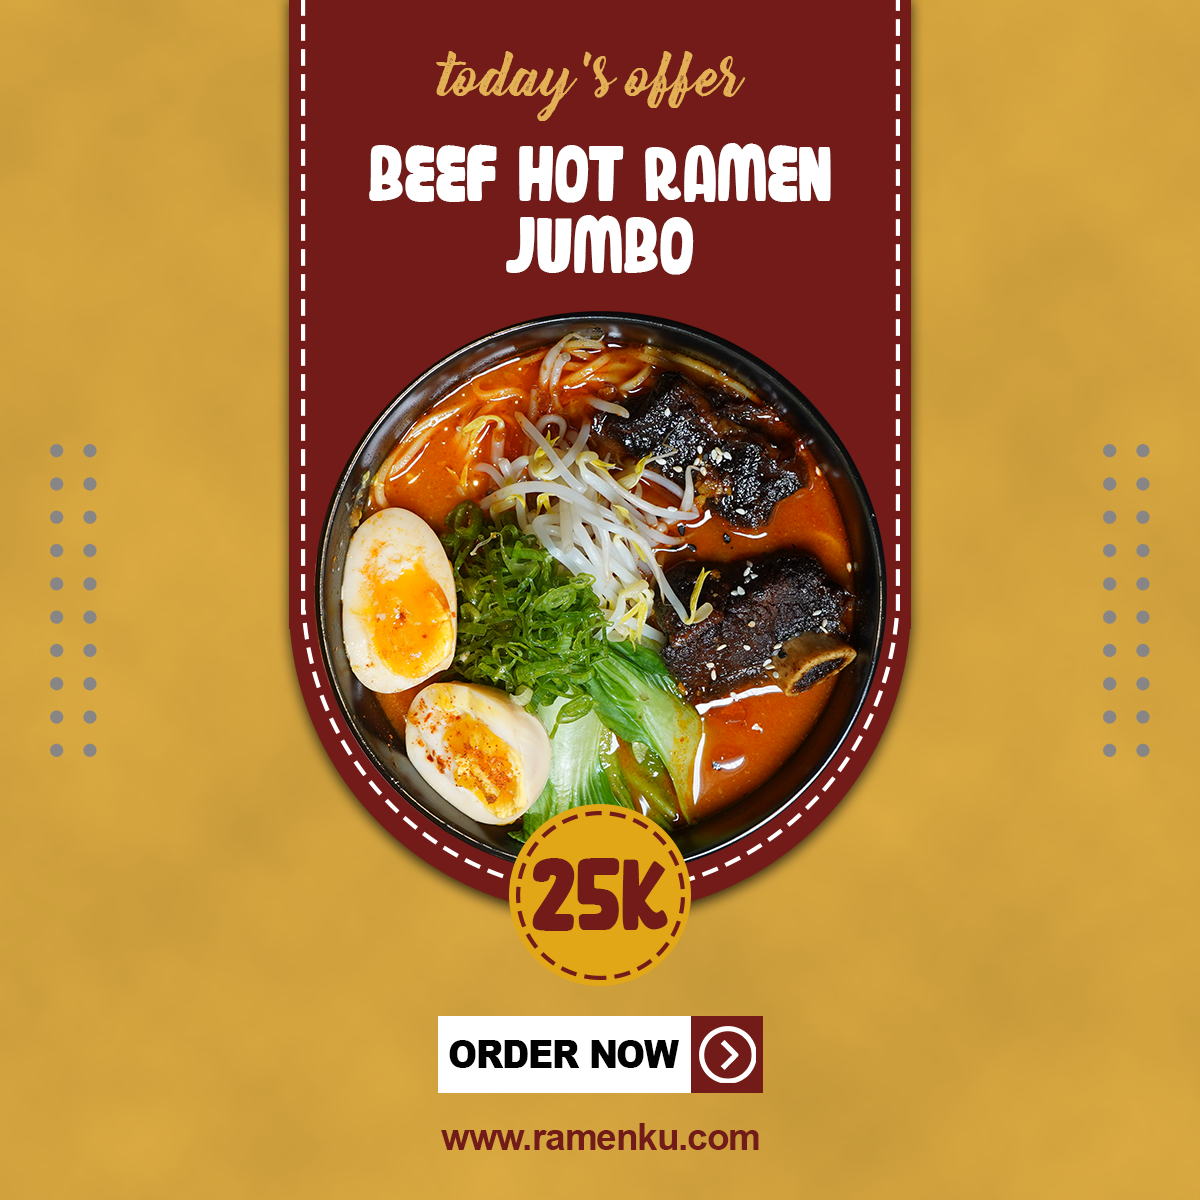 today's offer
BEEF HOT RAMEN
JUMBO
25K
ORDER NOW
www.ramenku.com